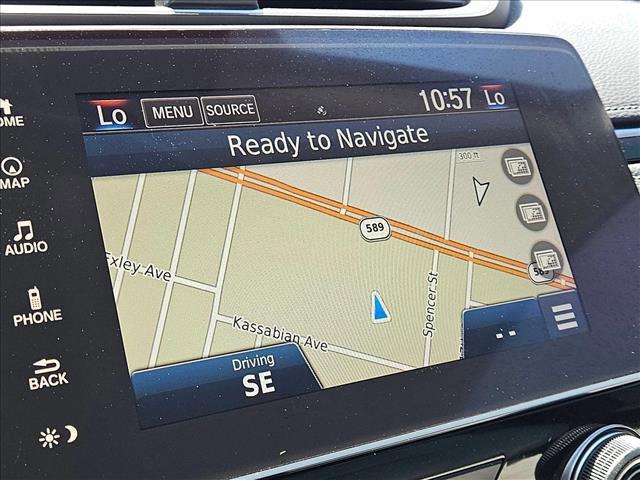 Lo MENU SOURCE 10:57 Lo
Ready to Navigate
300 ft
589
Exley Ave
Kassabian Ave
Spencer St
Driving
SE
MAP
AUDIO
PHONE
BACK